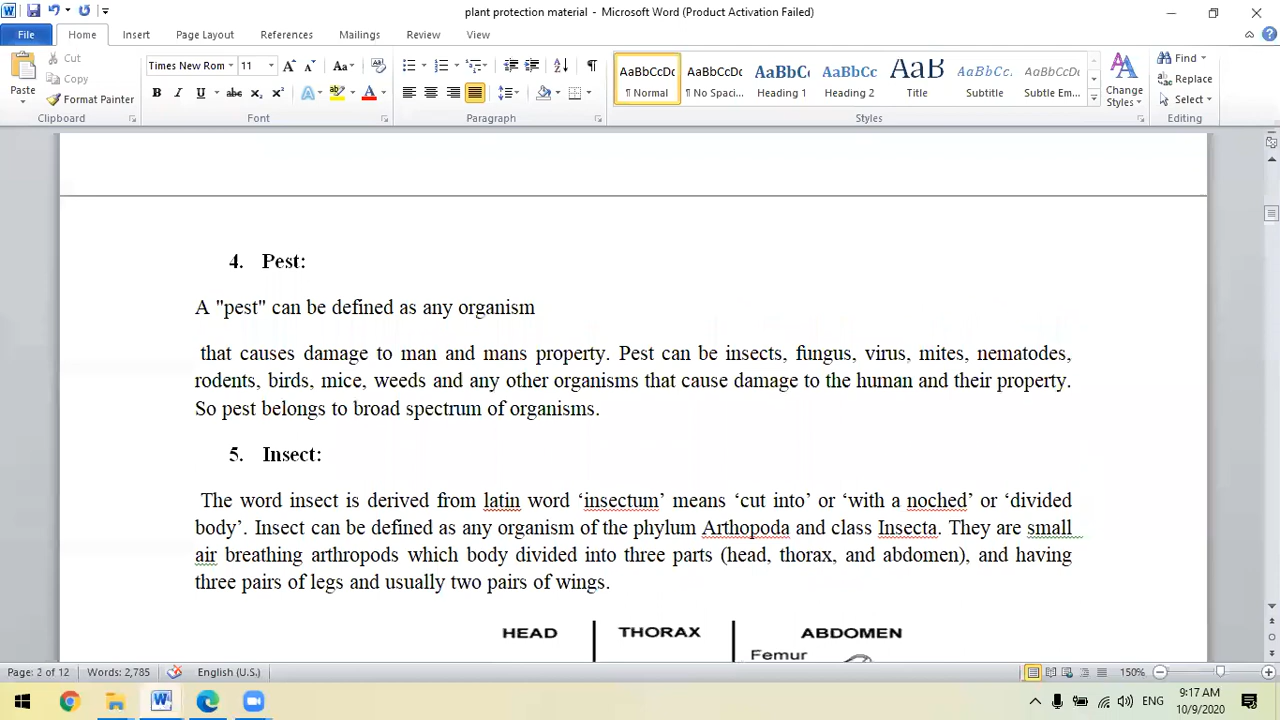 plant protection material - Microsoft Word (Product Activation Failed)
File Home Insert Page Layout References Mailings Review View
Cut
Copy
Paste
Format Painter
Clipboard
Times New Rom 11
Font
Paragraph
AaBbCcDc AaBbCcDc AaBbC AaBbCc AaB AaBbCc. AaBbCcDc
¶ Normal ¶ No Spaci... Heading 1 Heading 2 Title Subtitle Subtle Em...
Change
Styles
Styles
Find
Replace
Select
Editing
4. Pest:
A "pest" can be defined as any organism
that causes damage to man and mans property. Pest can be insects, fungus, virus, mites, nematodes,
rodents, birds, mice, weeds and any other organisms that cause damage to the human and their property.
So pest belongs to broad spectrum of organisms.
5. Insect:
The word insect is derived from latin word ‘insectum’ means ‘cut into’ or ‘with a noched’ or ‘divided
body’. Insect can be defined as any organism of the phylum Arthopoda and class Insecta. They are small
air breathing arthropods which body divided into three parts (head, thorax, and abdomen), and having
three pairs of legs and usually two pairs of wings.
HEAD THORAX ABDOMEN
Femur
Page: 2 of 12 Words: 2,785 English (U.S.) 150%
ENG 9:17 AM
10/9/2020